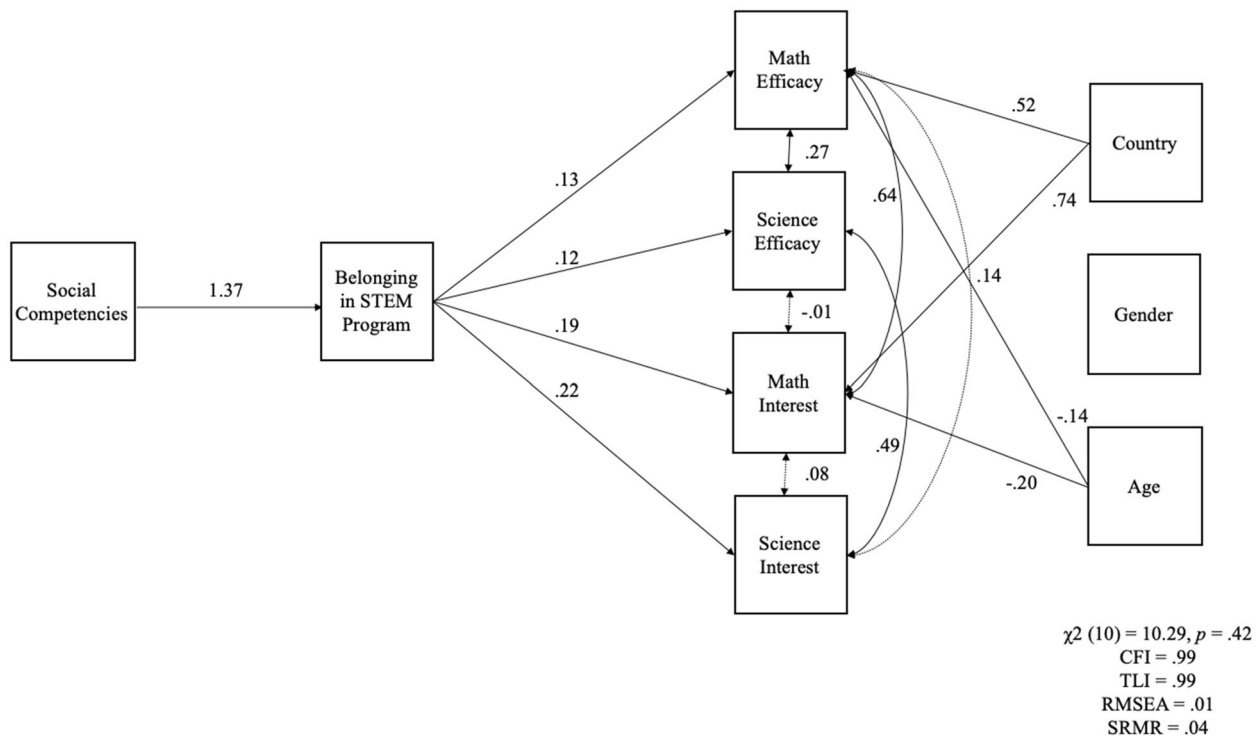 Social
Competencies
1.37
Belonging
in STEM
Program
.13
.12
.19
.22
Math
Efficacy
.27
Science
Efficacy
-.01
Math
Interest
.08
Science
Interest
.64
.49
.14
.52
.74
-.14
-.20
Country
Gender
Age
χ2 (10) = 10.29, p = .42
CFI = .99
TLI = .99
RMSEA = .01
SRMR = .04